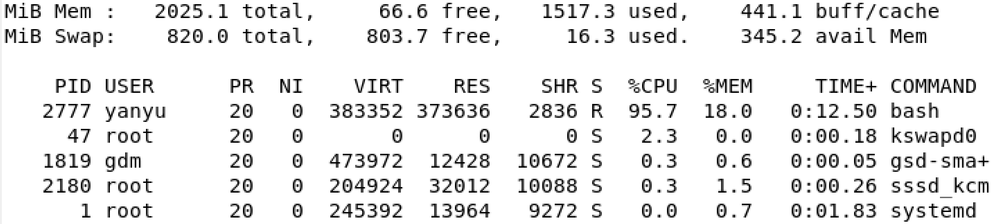 MiB Mem :   2025.1 total,     66.6 free,   1517.3 used,    441.1 buff/cache
MiB Swap:    820.0 total,    803.7 free,     16.3 used.    345.2 avail Mem
    PID USER      PR  NI    VIRT    RES    SHR S  %CPU  %MEM     TIME+ COMMAND
   2777 yanyu     20   0  383352 373636   2836 R  95.7  18.0   0:12.50 bash
     47 root      20   0       0      0      0 S   2.3   0.0   0:00.18 kswapd0
   1819 gdm       20   0  473972  12428  10672 S   0.3   0.6   0:00.05 gsd-sma+
   2180 root      20   0  204924  32012  10088 S   0.3   1.5   0:00.26 sssd_kcm
      1 root      20   0  245392  13964   9272 S   0.0   0.7   0:01.83 systemd